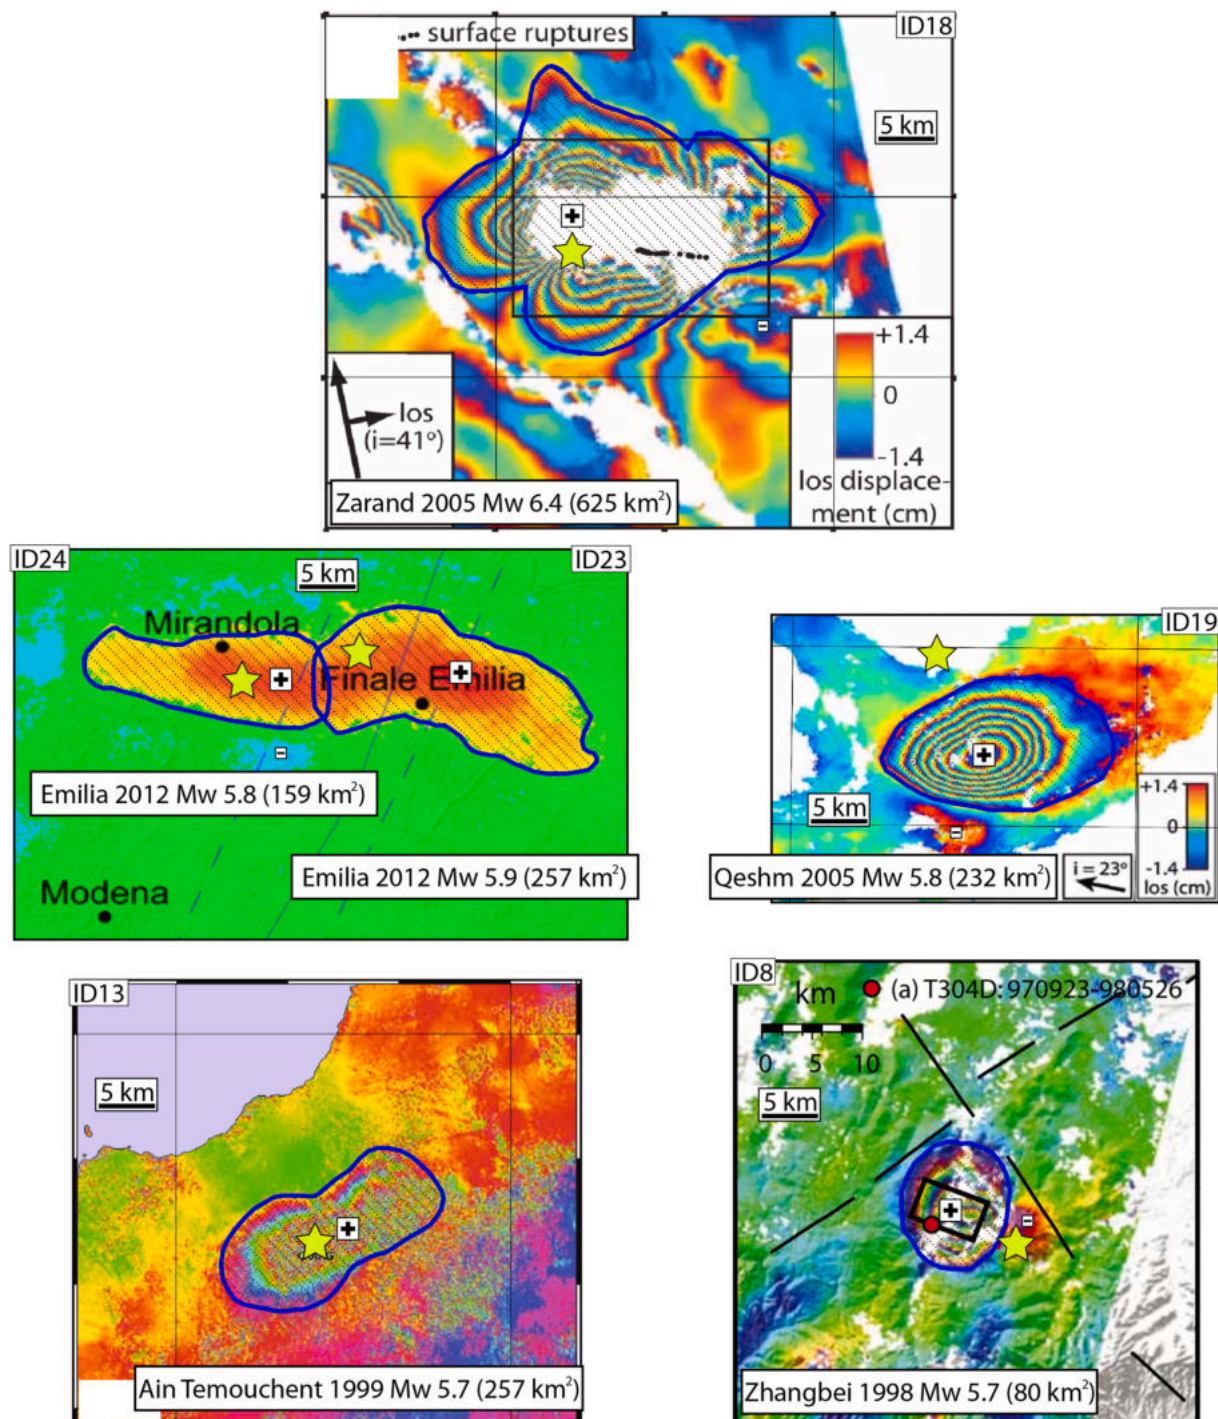 surface ruptures
ID18
5 km
+
-
los
(i=41°)
+1.4
0
-1.4
los displace-
ment (cm)
Zarand 2005 Mw 6.4 (625 km²)
ID24
ID23
5 km
Mirandola
+
+
Finale Emilia
-
Emilia 2012 Mw 5.8 (159 km²)
Emilia 2012 Mw 5.9 (257 km²)
Modena
ID19
+
5 km
-
+1.4
0
-1.4
los (cm)
i = 23°
Qeshm 2005 Mw 5.8 (232 km²)
ID13
5 km
+
Ain Temouchent 1999 Mw 5.7 (257 km²)
ID8
km
(a) T304D: 970923-980526
0 5 10
5 km
+
-
Zhangbei 1998 Mw 5.7 (80 km²)